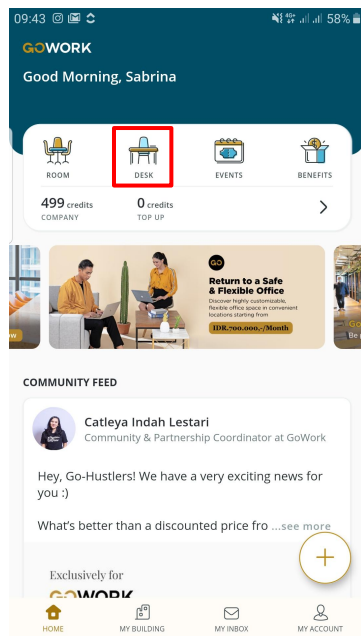 09:43 58%
GOWORK
Good Morning, Sabrina
ROOM DESK EVENTS BENEFITS
499 credits 0 credits
COMPANY TOP UP
GO
Return to a Safe
& Flexible Office
Discover highly customizable,
flexible office space in convenient
locations starting from
IDR.700.000,-/Month
COMMUNITY FEED
Catleya Indah Lestari
Community & Partnership Coordinator at GoWork
Hey, Go-Hustlers! We have a very exciting news for
you :)
What's better than a discounted price fro ...see more
Exclusively for
GOWORK
HOME MY BUILDING MY INBOX MY ACCOUNT